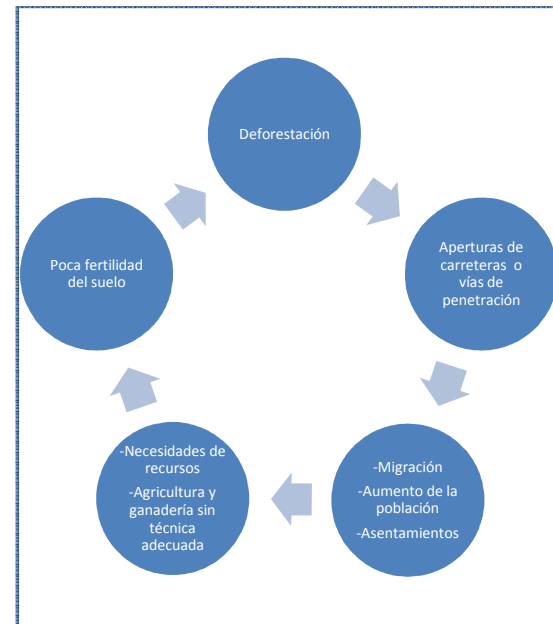 Deforestación
Aperturas de
carreteras o
vías de
penetración
-Migración
-Aumento de la
población
-Asentamientos
-Necesidades de
recursos
-Agricultura y
ganadería sin
técnica
adecuada
Poca fertilidad
del suelo